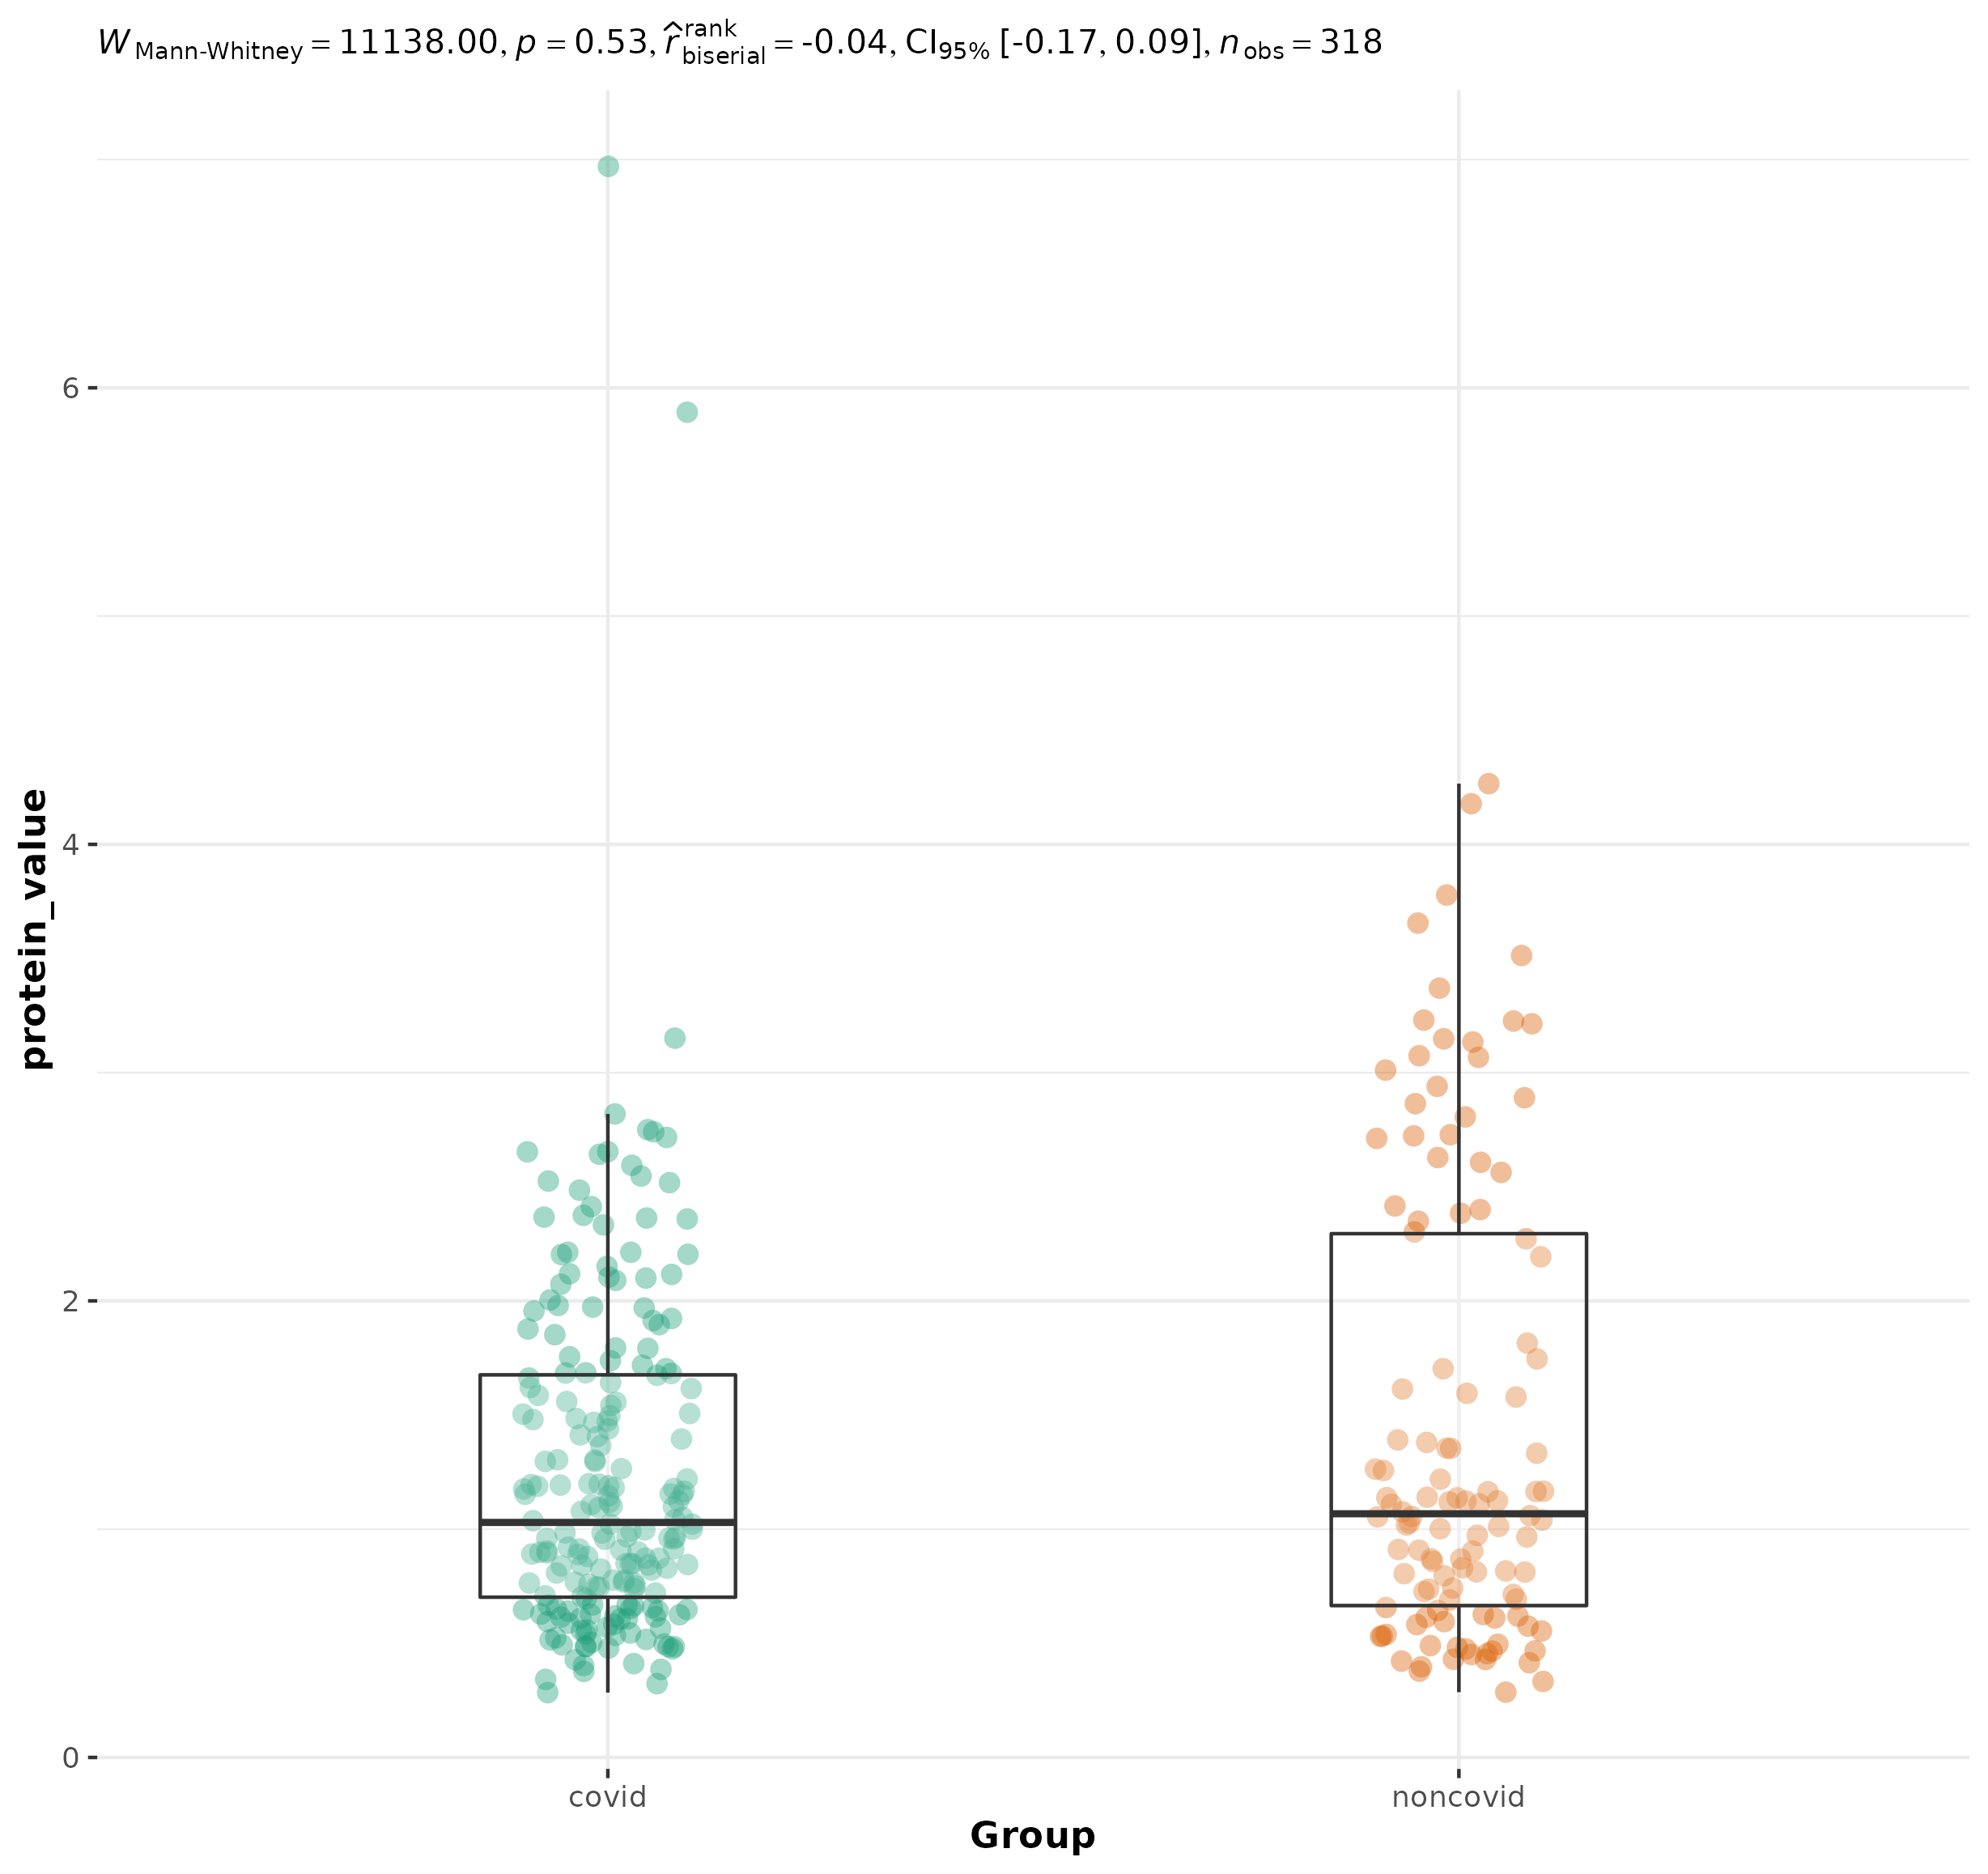 W Mann-Whitney = 11138.00, p = 0.53, r̂ rank biserial = -0.04, CI95% [-0.17, 0.09], n obs = 318
6
4
2
0
protein_value
covid noncovid
Group